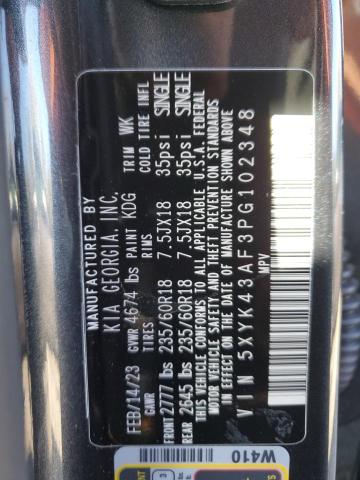 MANUFACTURED BY
KIA GEORGIA, INC.
FEB/14/23 GVWR 4674 lbs PAINT KDG TRIM WK
GAWR TIRES RIMS COLD TIRE INFL
FRONT 2777 lbs 235/60R18 7.5JX18 35psi SINGLE
REAR 2645 lbs 235/60R18 7.5JX18 35psi SINGLE
THIS VEHICLE CONFORMS TO ALL APPLICABLE U.S.A. FEDERAL
MOTOR VEHICLE SAFETY AND THEFT PREVENTION STANDARDS
IN EFFECT ON THE DATE OF MANUFACTURE SHOWN ABOVE
VIN 5XYK43AF3PG102348
MPV
W410